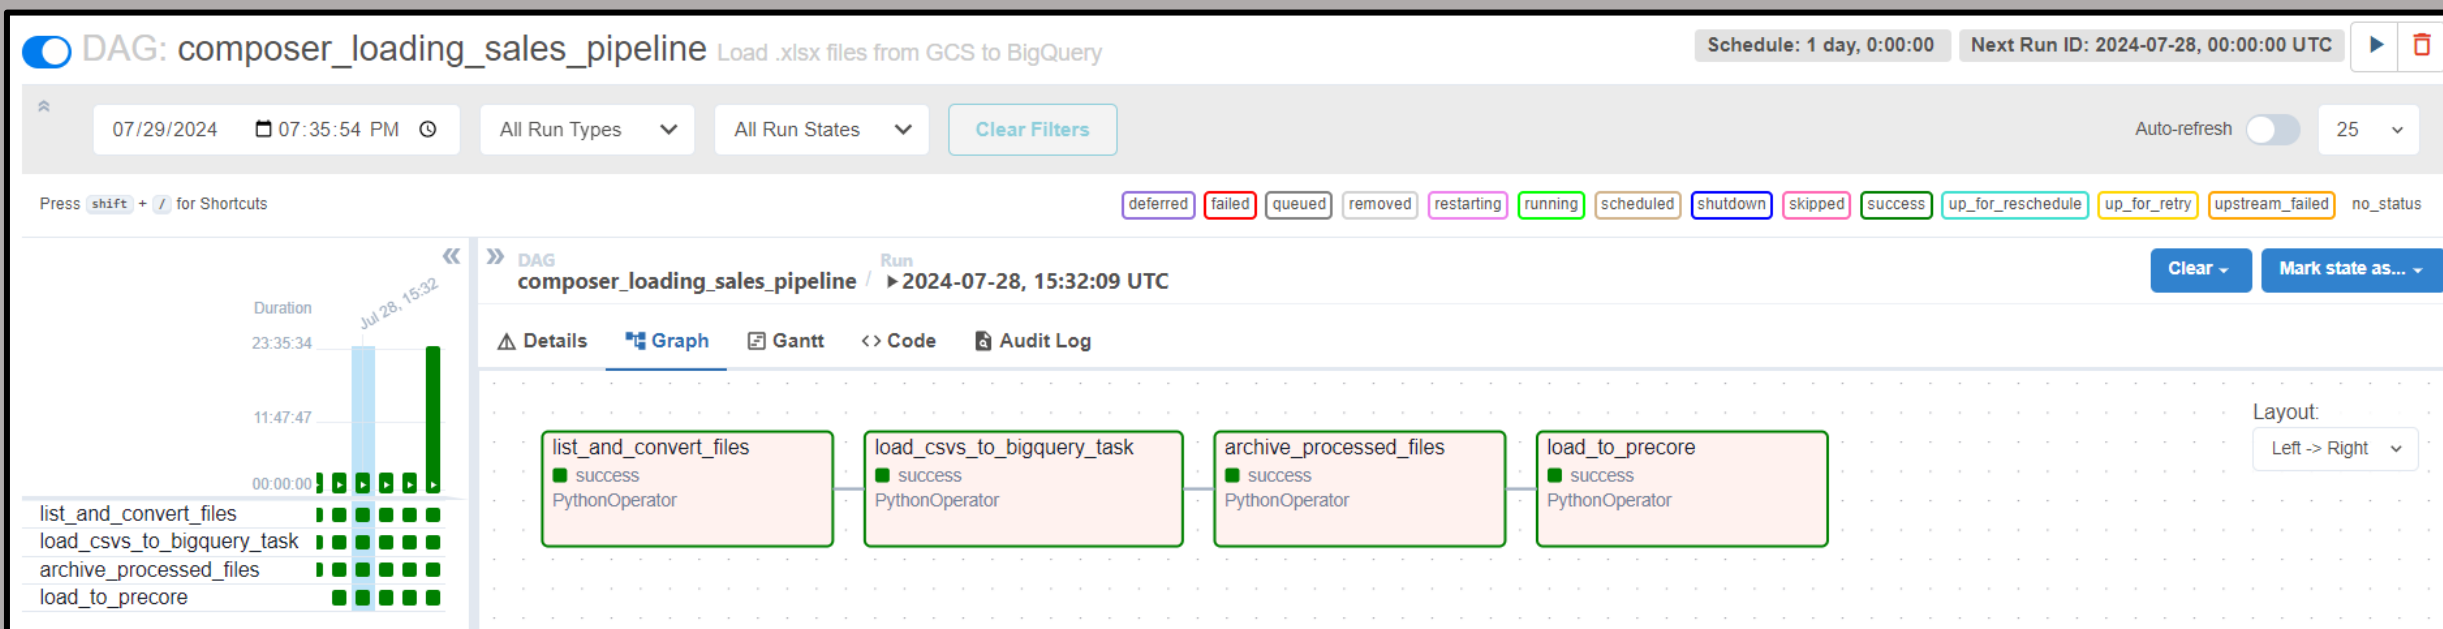 DAG: composer_loading_sales_pipeline Load .xlsx files from GCS to BigQuery
Schedule: 1 day, 0:00:00
Next Run ID: 2024-07-28, 00:00:00 UTC
07/29/2024 07:35:54 PM
All Run Types
All Run States
Clear Filters
Auto-refresh
25
Press shift + / for Shortcuts
deferred failed queued removed restarting running scheduled shutdown skipped success up_for_reschedule up_for_retry upstream_failed no_status
Duration
Jul 28, 15:32
23:35:34
11:47:47
00:00:00
list_and_convert_files
load_csvs_to_bigquery_task
archive_processed_files
load_to_precore
DAG
composer_loading_sales_pipeline /
Run
2024-07-28, 15:32:09 UTC
Clear
Mark state as...
Details
Graph
Gantt
<> Code
Audit Log
list_and_convert_files
success
PythonOperator
load_csvs_to_bigquery_task
success
PythonOperator
archive_processed_files
success
PythonOperator
load_to_precore
success
PythonOperator
Layout:
Left -> Right